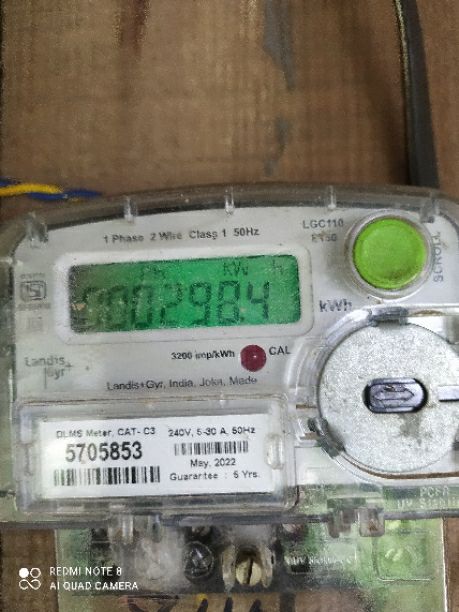 1 Phase 2 Wire Class 1 50Hz
LGC110
SCROLL
kW h
0002984
kWh
3200 imp/kWh CAL
Landis+
Gyr
Landis+Gyr, India, Joka, Made
DLMS Meter, CAT- C3 240V, 5-30 A, 50Hz
5705853
May, 2022
Guarantee : 5 Yrs.
REDMI NOTE 8
AI QUAD CAMERA